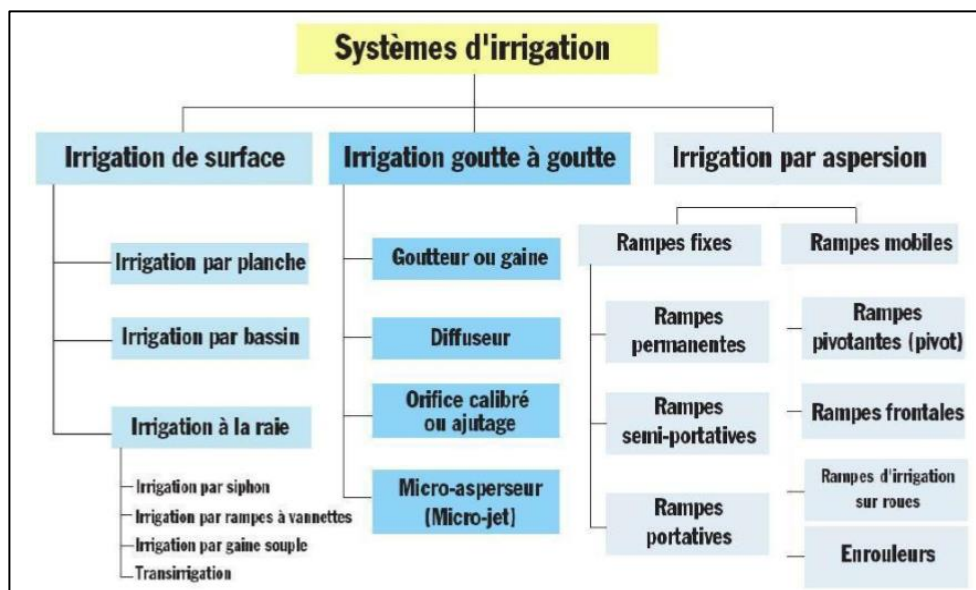 Systèmes d'irrigation
Irrigation de surface
Irrigation par planche
Irrigation par bassin
Irrigation à la raie
Irrigation par siphon
Irrigation par rampes à vannettes
Irrigation par gaine souple
Transirrigation
Irrigation goutte à goutte
Goutteur ou gaine
Diffuseur
Orifice calibré
ou ajutage
Micro-asperseur
(Micro-jet)
Irrigation par aspersion
Rampes fixes
Rampes
permanentes
Rampes
semi-portatives
Rampes
portatives
Rampes mobiles
Rampes
pivotantes (pivot)
Rampes frontales
Rampes d'irrigation
sur roues
Enrouleurs